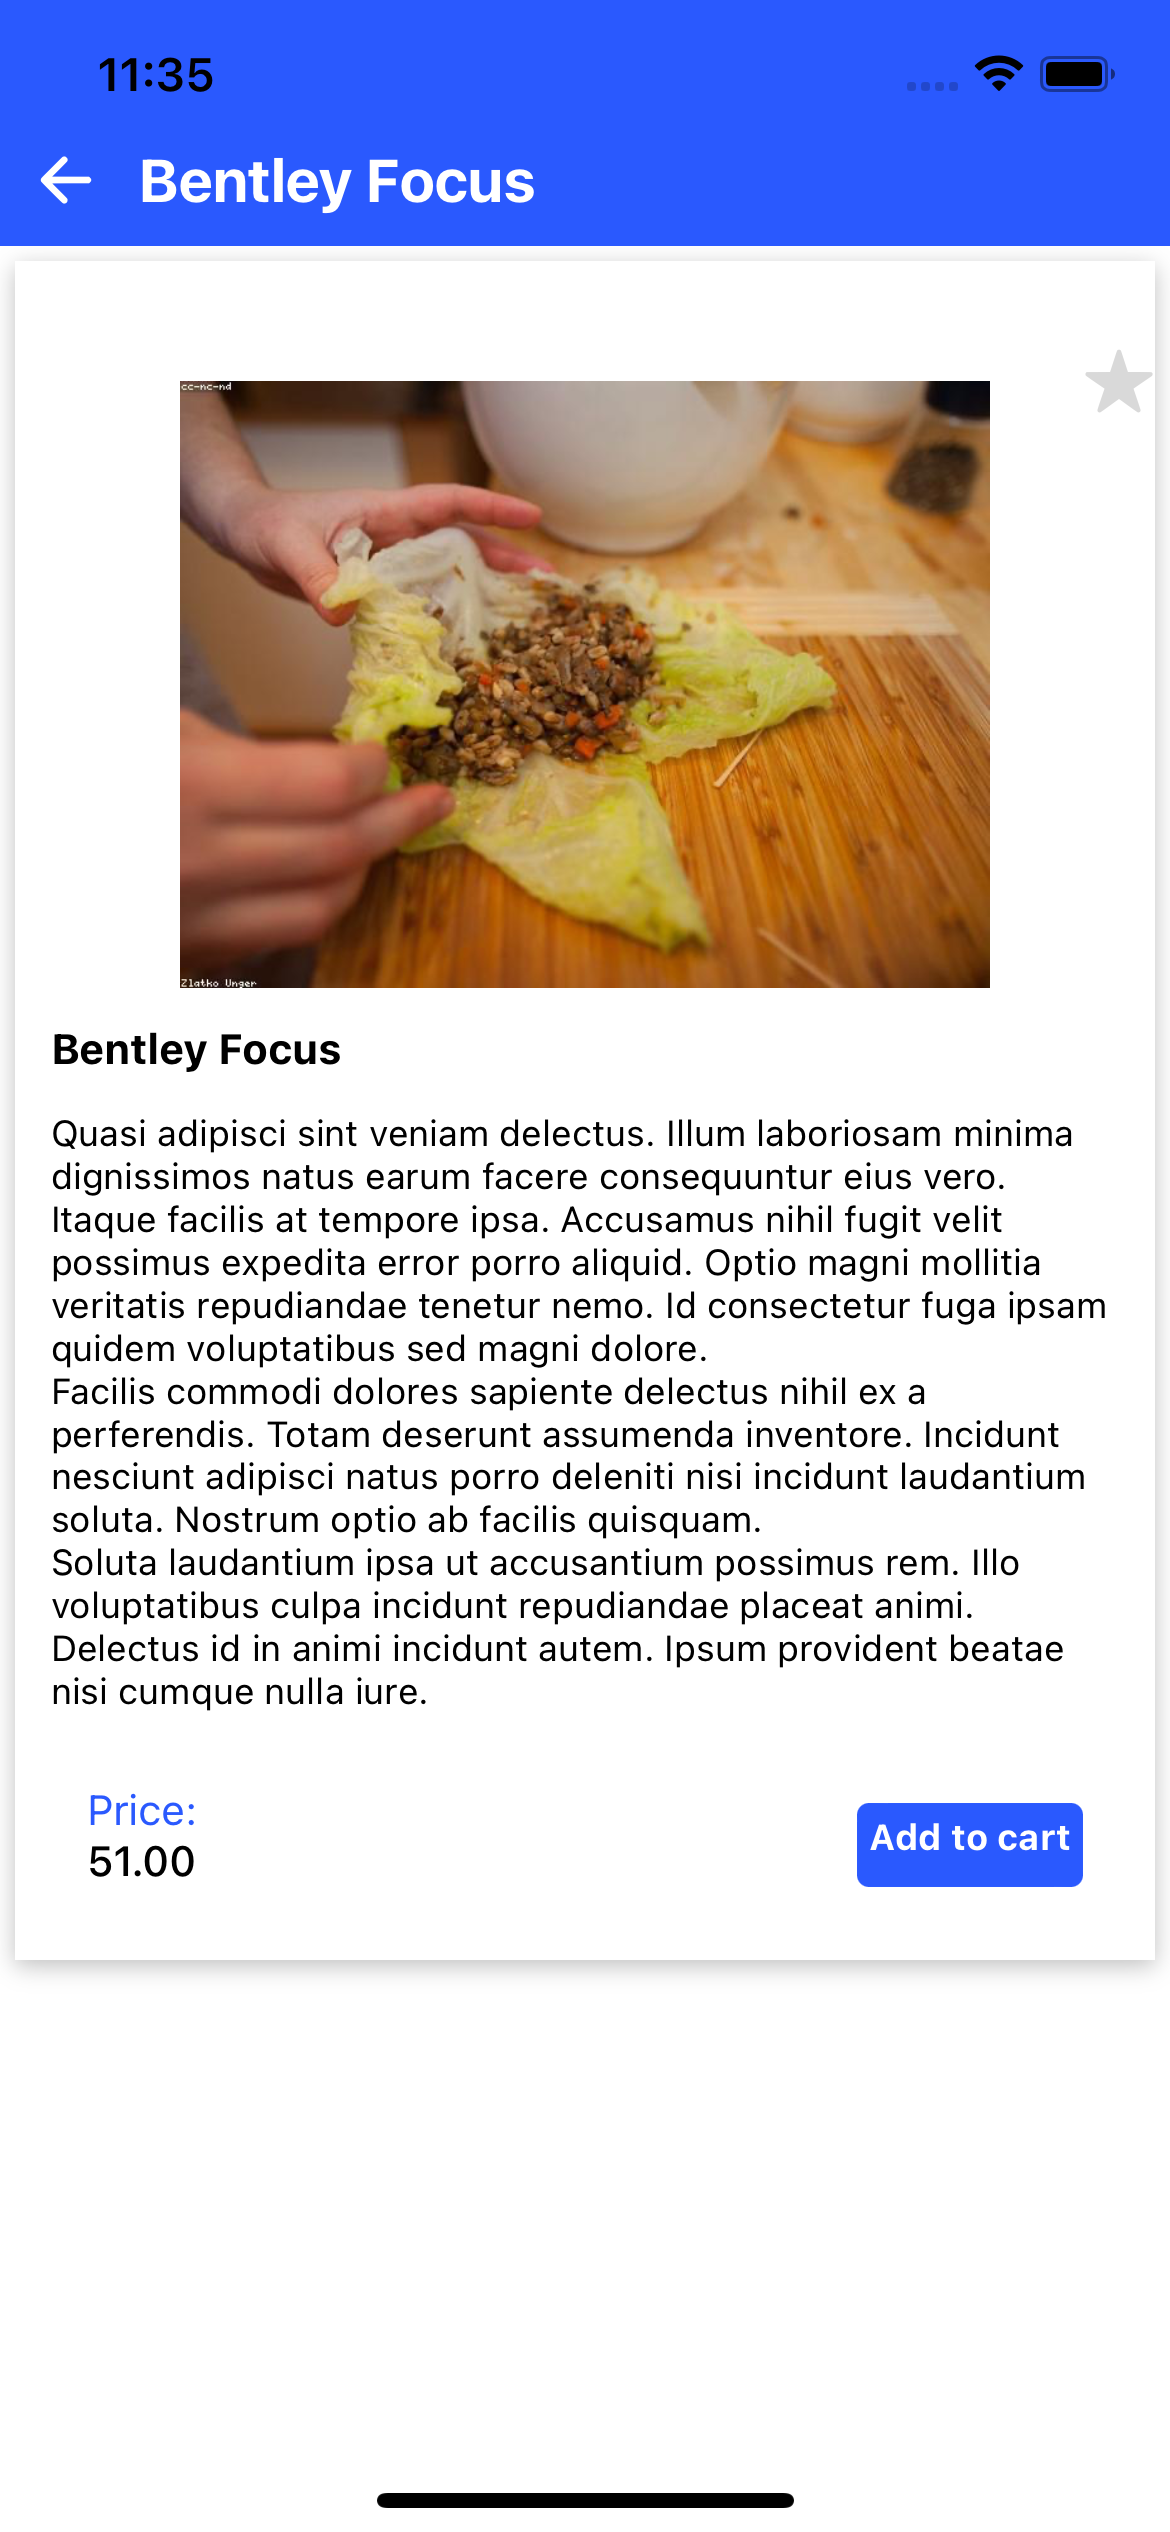 11:35
Bentley Focus
cc-nc-nd
Zlatko Unger
Bentley Focus
Quasi adipisci sint veniam delectus. Illum laboriosam minima
dignissimos natus earum facere consequuntur eius vero.
Itaque facilis at tempore ipsa. Accusamus nihil fugit velit
possimus expedita error porro aliquid. Optio magni mollitia
veritatis repudiandae tenetur nemo. Id consectetur fuga ipsam
quidem voluptatibus sed magni dolore.
Facilis commodi dolores sapiente delectus nihil ex a
perferendis. Totam deserunt assumenda inventore. Incidunt
nesciunt adipisci natus porro deleniti nisi incidunt laudantium
soluta. Nostrum optio ab facilis quisquam.
Soluta laudantium ipsa ut accusantium possimus rem. Illo
voluptatibus culpa incidunt repudiandae placeat animi.
Delectus id in animi incidunt autem. Ipsum provident beatae
nisi cumque nulla iure.
Price:
51.00
Add to cart